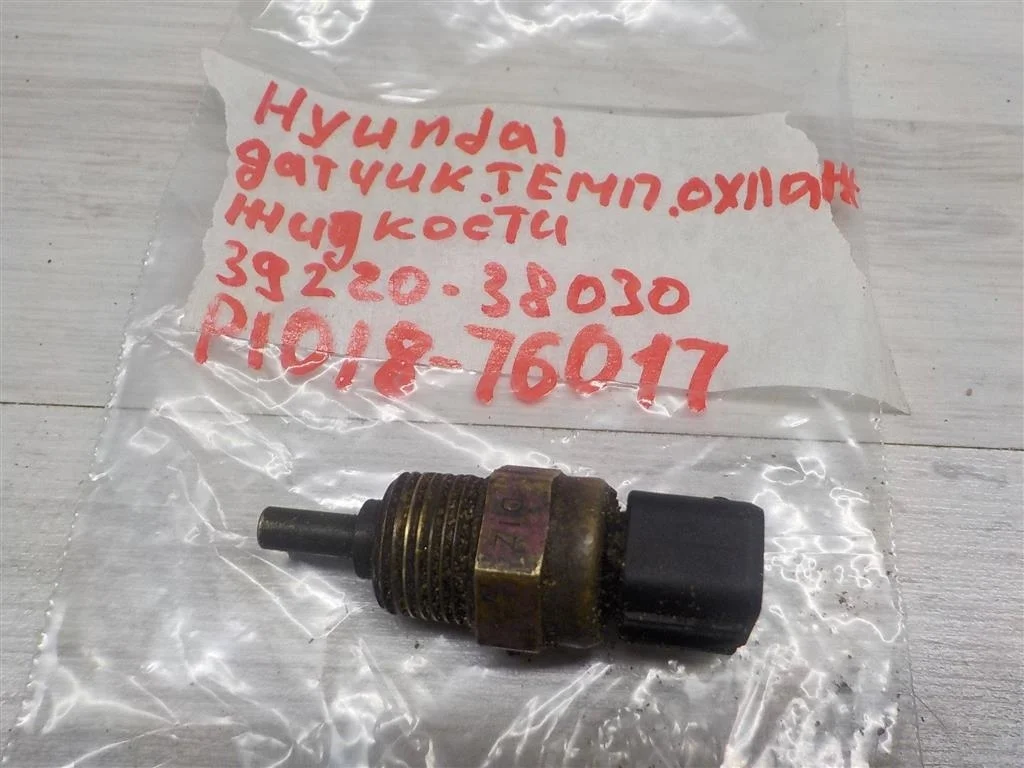 Hyundai
датчик.ТЕМП.ОХЛаЖ
жидкости
39220-38030
P1018-76017